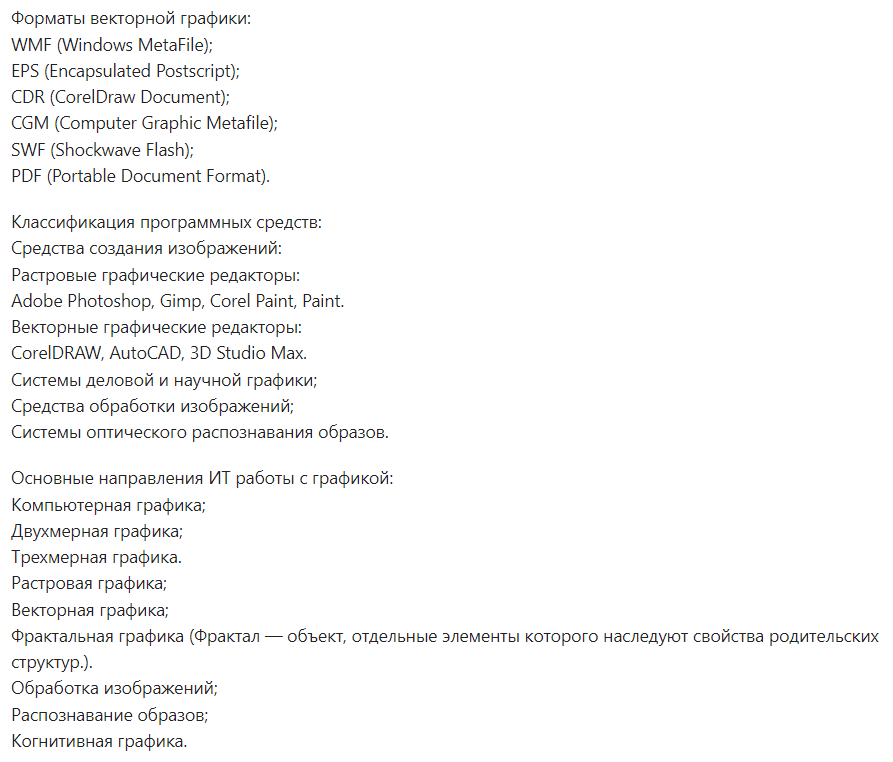 Форматы векторной графики:
WMF (Windows MetaFile);
EPS (Encapsulated Postscript);
CDR (CorelDraw Document);
CGM (Computer Graphic Metafile);
SWF (Shockwave Flash);
PDF (Portable Document Format).
Классификация программных средств:
Средства создания изображений:
Растровые графические редакторы:
Adobe Photoshop, Gimp, Corel Paint, Paint.
Векторные графические редакторы:
CorelDRAW, AutoCAD, 3D Studio Max.
Системы деловой и научной графики;
Средства обработки изображений;
Системы оптического распознавания образов.
Основные направления ИТ работы с графикой:
Компьютерная графика;
Двухмерная графика;
Трехмерная графика.
Растровая графика;
Векторная графика;
Фрактальная графика (Фрактал — объект, отдельные элементы которого наследуют свойства родительских
структур.).
Обработка изображений;
Распознавание образов;
Когнитивная графика.